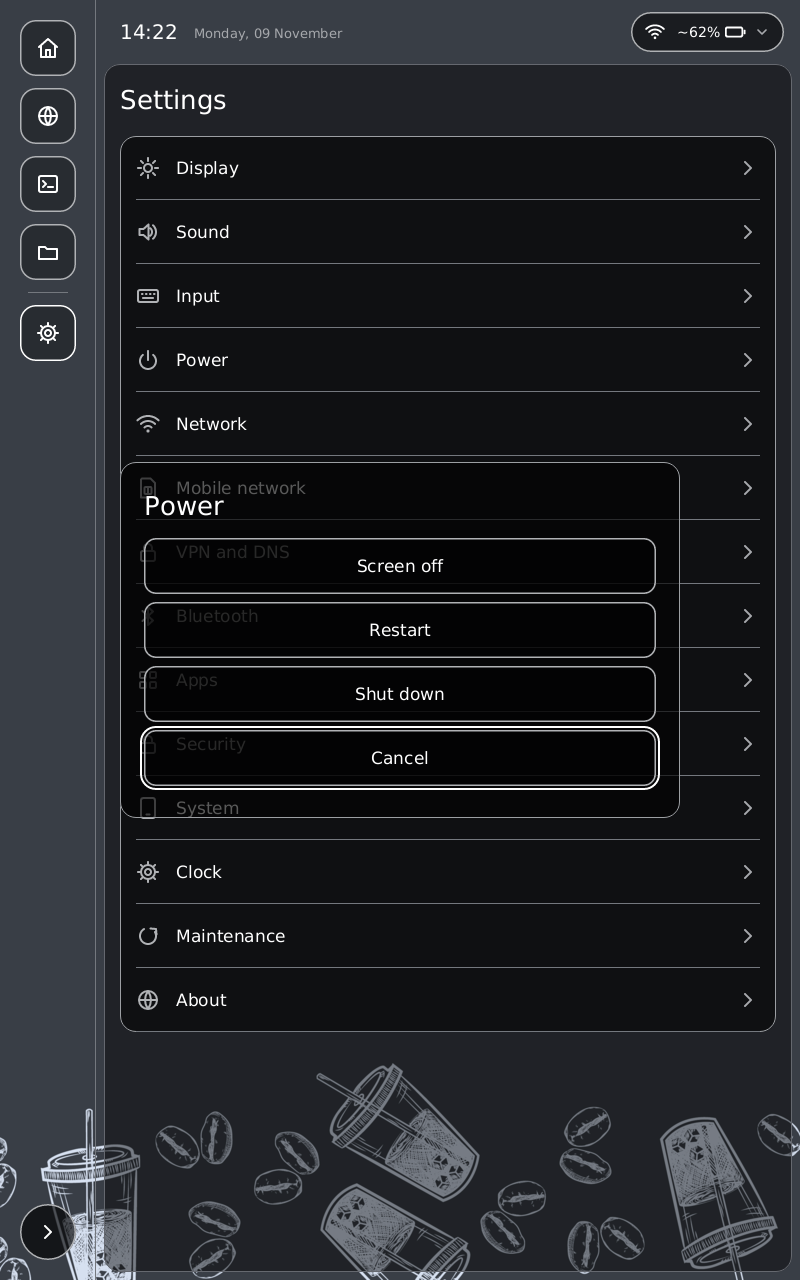 14:22 Monday, 09 November ~62%
Settings
Display
Sound
Input
Power
Network
Mobile network
Power
VPN and DNS
Screen off
Bluetooth
Restart
Apps
Shut down
Security
Cancel
System
Clock
Maintenance
About